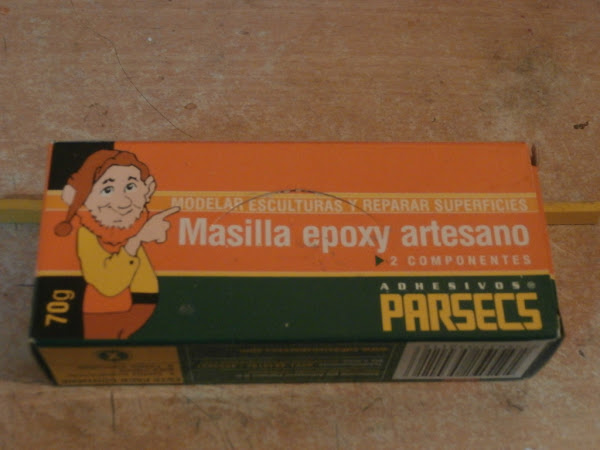 MODELAR ESCULTURAS Y REPARAR SUPERFICIES
Masilla epoxy artesano
2 COMPONENTES
ADHESIVOS®
PARSECS
70g
X